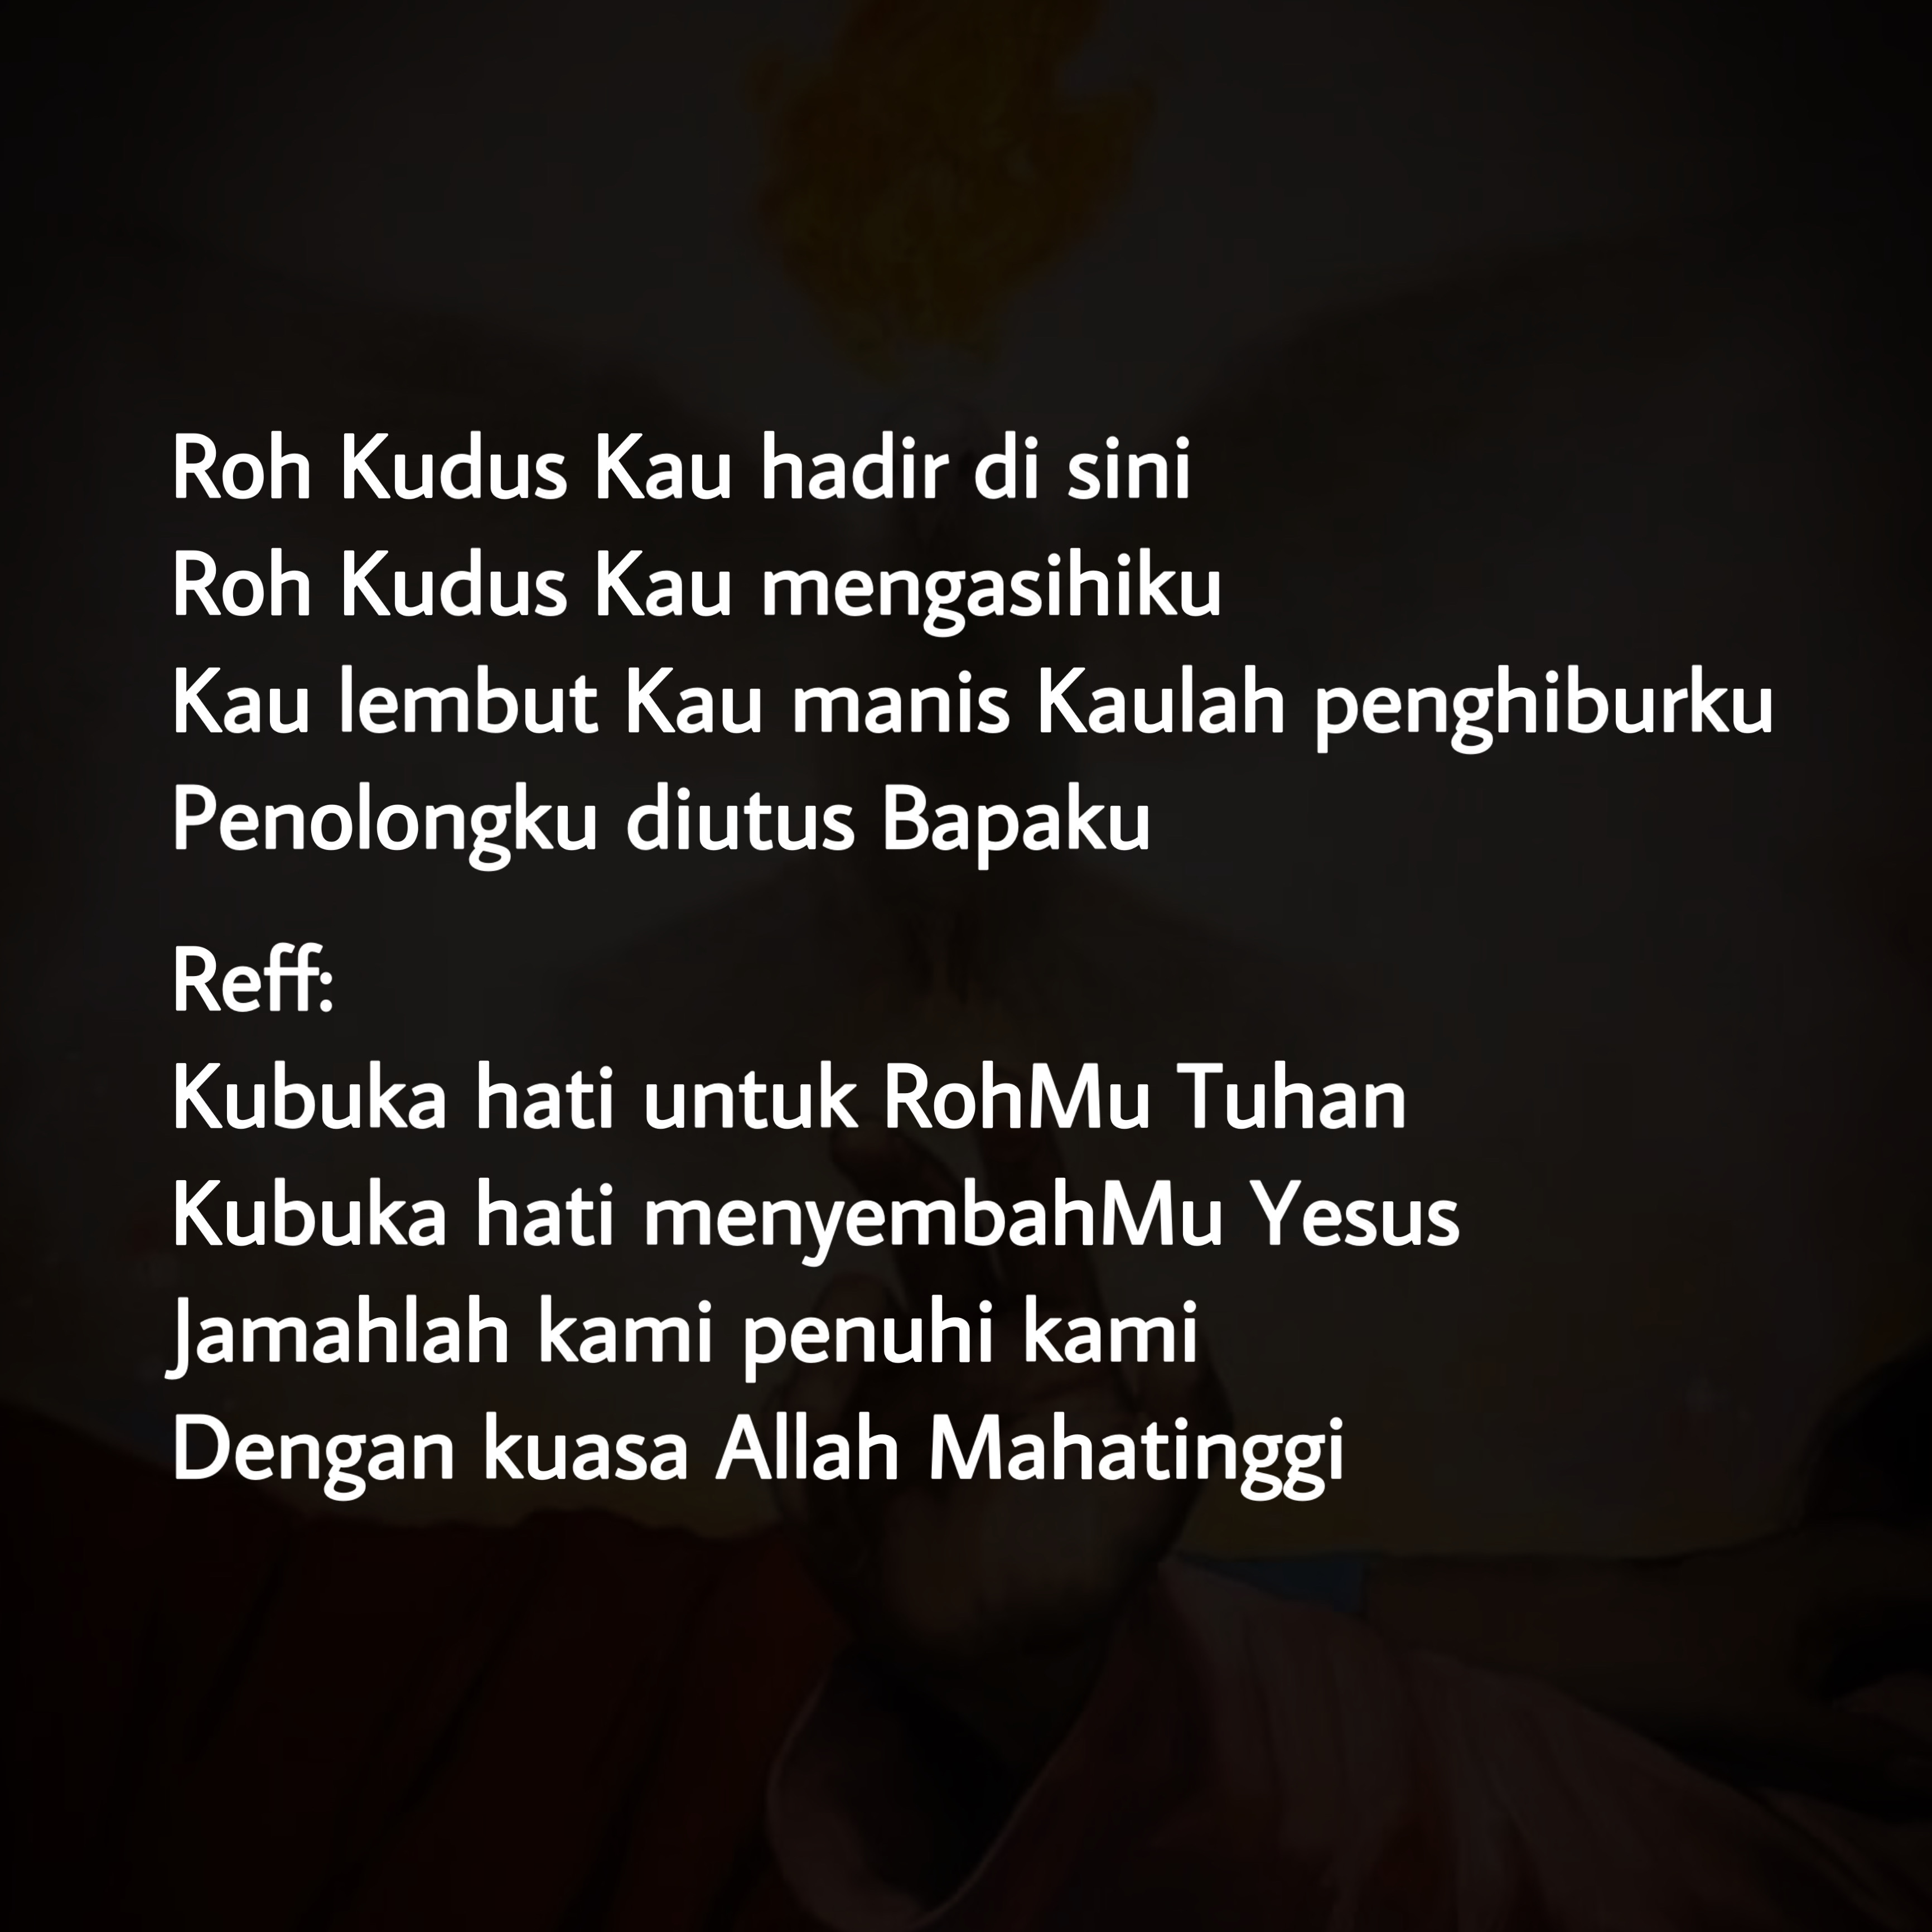 Roh Kudus Kau hadir di sini
Roh Kudus Kau mengasihiku
Kau lembut Kau manis Kaulah penghiburku
Penolongku diutus Bapaku
Reff:
Kubuka hati untuk RohMu Tuhan
Kubuka hati menyembahMu Yesus
Jamahlah kami penuhi kami
Dengan kuasa Allah Mahatinggi